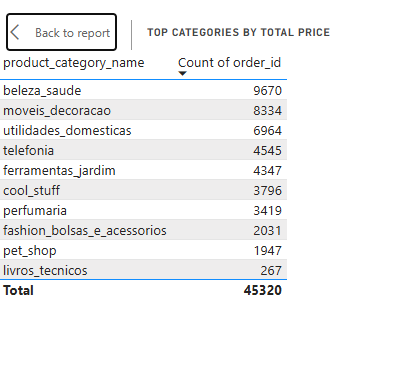 Back to report TOP CATEGORIES BY TOTAL PRICE
product_category_name Count of order_id
beleza_saude 9670
moveis_decoracao 8334
utilidades_domesticas 6964
telefonia 4545
ferramentas_jardim 4347
cool_stuff 3796
perfumaria 3419
fashion_bolsas_e_acessorios 2031
pet_shop 1947
livros_tecnicos 267
Total 45320